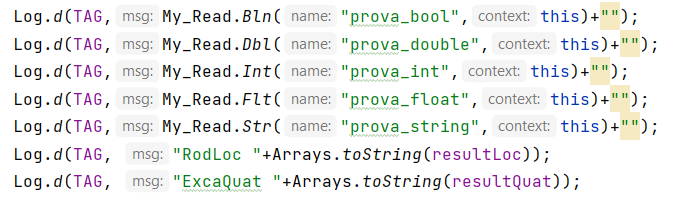 Log.d(TAG, msg: My_Read.Bln( name: "prova_bool", context: this)+"");
Log.d(TAG, msg: My_Read.Dbl( name: "prova_double", context: this)+"");
Log.d(TAG, msg: My_Read.Int( name: "prova_int", context: this)+"");
Log.d(TAG, msg: My_Read.Flt( name: "prova_float", context: this)+"");
Log.d(TAG, msg: My_Read.Str( name: "prova_string", context: this)+"");
Log.d(TAG, msg: "RodLoc "+Arrays.toString(resultLoc));
Log.d(TAG, msg: "ExcaQuat "+Arrays.toString(resultQuat));